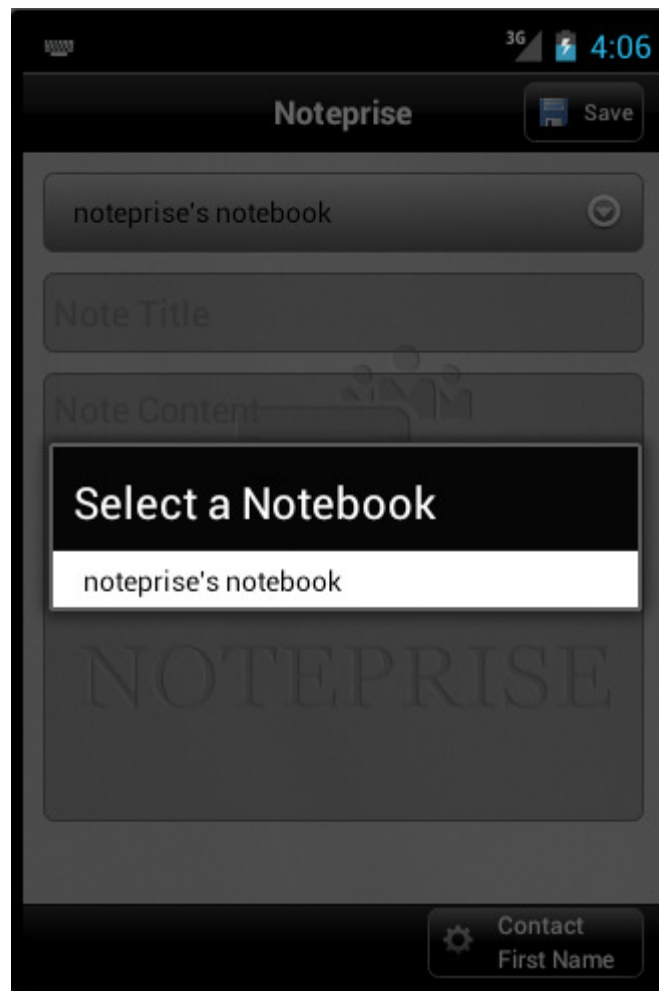 3G 4:06
Noteprise
Save
noteprise's notebook
Note Title
Note Content
Select a Notebook
noteprise's notebook
NOTEPRISE
Contact
First Name